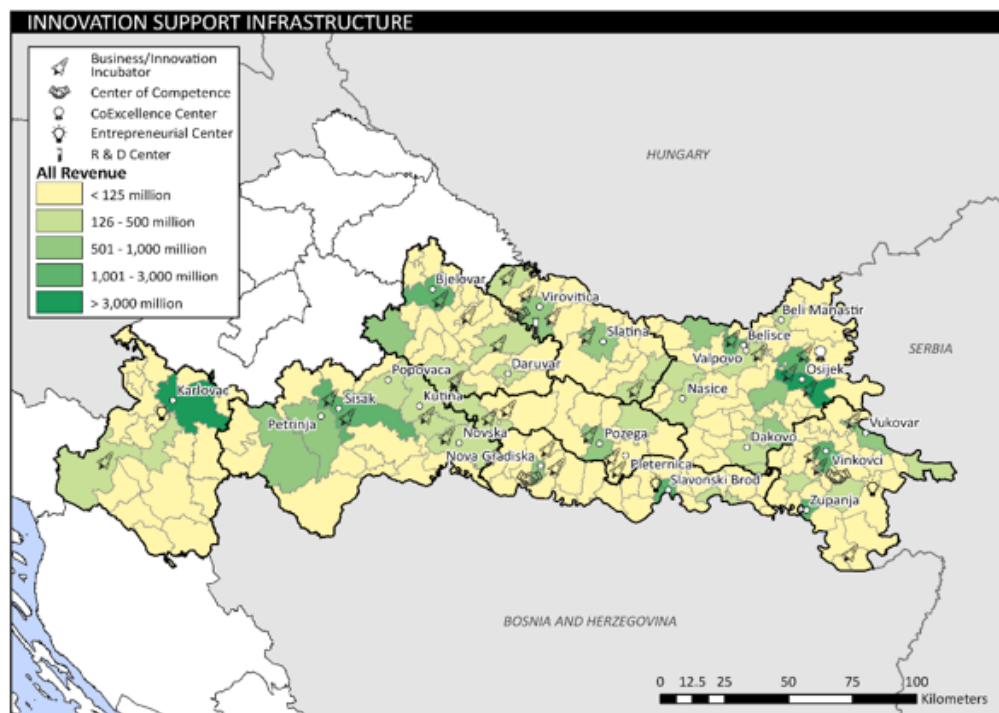 INNOVATION SUPPORT INFRASTRUCTURE
Business/Innovation
Incubator
Center of Competence
CoExcellence Center
Entrepreneurial Center
R & D Center
All Revenue
< 125 million
126 - 500 million
501 - 1,000 million
1,001 - 3,000 million
> 3,000 million
HUNGARY
SERBIA
BOSNIA AND HERZEGOVINA
Bjelovar
Virovitica
Beli Manastir
Slatina
Belisce
Valpovo
Daruvar
Osijek
Popovaca
Karlovac
Sisak
Kutina
Nasice
Petrinja
Vukovar
Novska
Pozega
Dakovo
Nova Gradiska
Pleternica
Vinkovci
Slavonski Brod
Zupanja
0 12.5 25 50 75 100
Kilometers